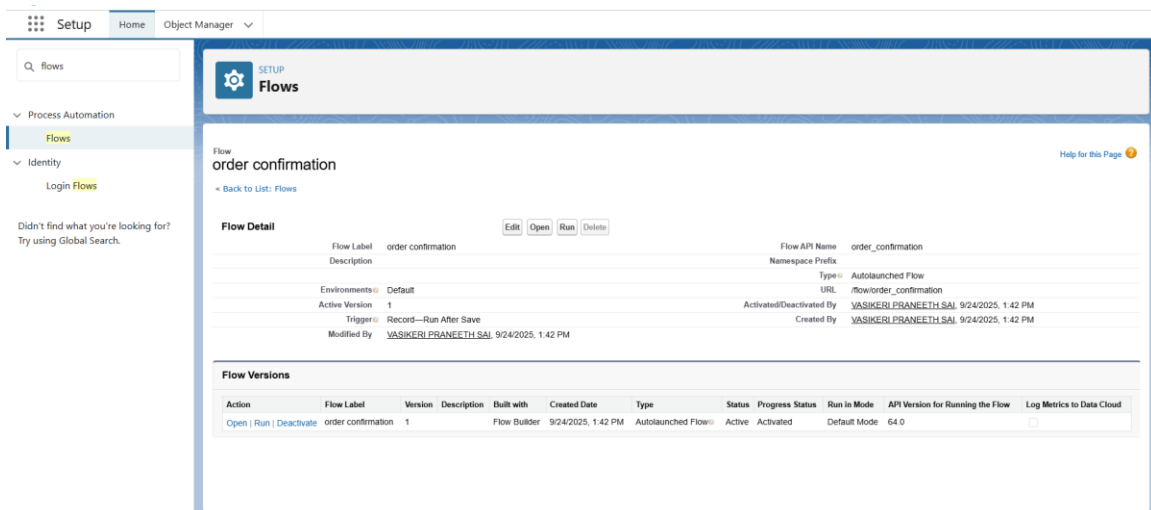 Setup Home Object Manager
flows
Process Automation
Flows
Identity
Login Flows
Didn't find what you're looking for?
Try using Global Search.
SETUP
Flows
Flow
order confirmation
Help for this Page
« Back to List: Flows
Flow Detail Edit Open Run Delete
Flow Label order confirmation Flow API Name order_confirmation
Description Namespace Prefix
Type Autolaunched Flow
Environments Default URL /flow/order_confirmation
Active Version 1 Activated/Deactivated By VASIKERI PRANEETH SAI, 9/24/2025, 1:42 PM
Trigger Record—Run After Save Created By VASIKERI PRANEETH SAI, 9/24/2025, 1:42 PM
Modified By VASIKERI PRANEETH SAI, 9/24/2025, 1:42 PM
Flow Versions
Action Flow Label Version Description Built with Created Date Type Status Progress Status Run in Mode API Version for Running the Flow Log Metrics to Data Cloud
Open | Run | Deactivate order confirmation 1 Flow Builder 9/24/2025, 1:42 PM Autolaunched Flow Active Activated Default Mode 64.0